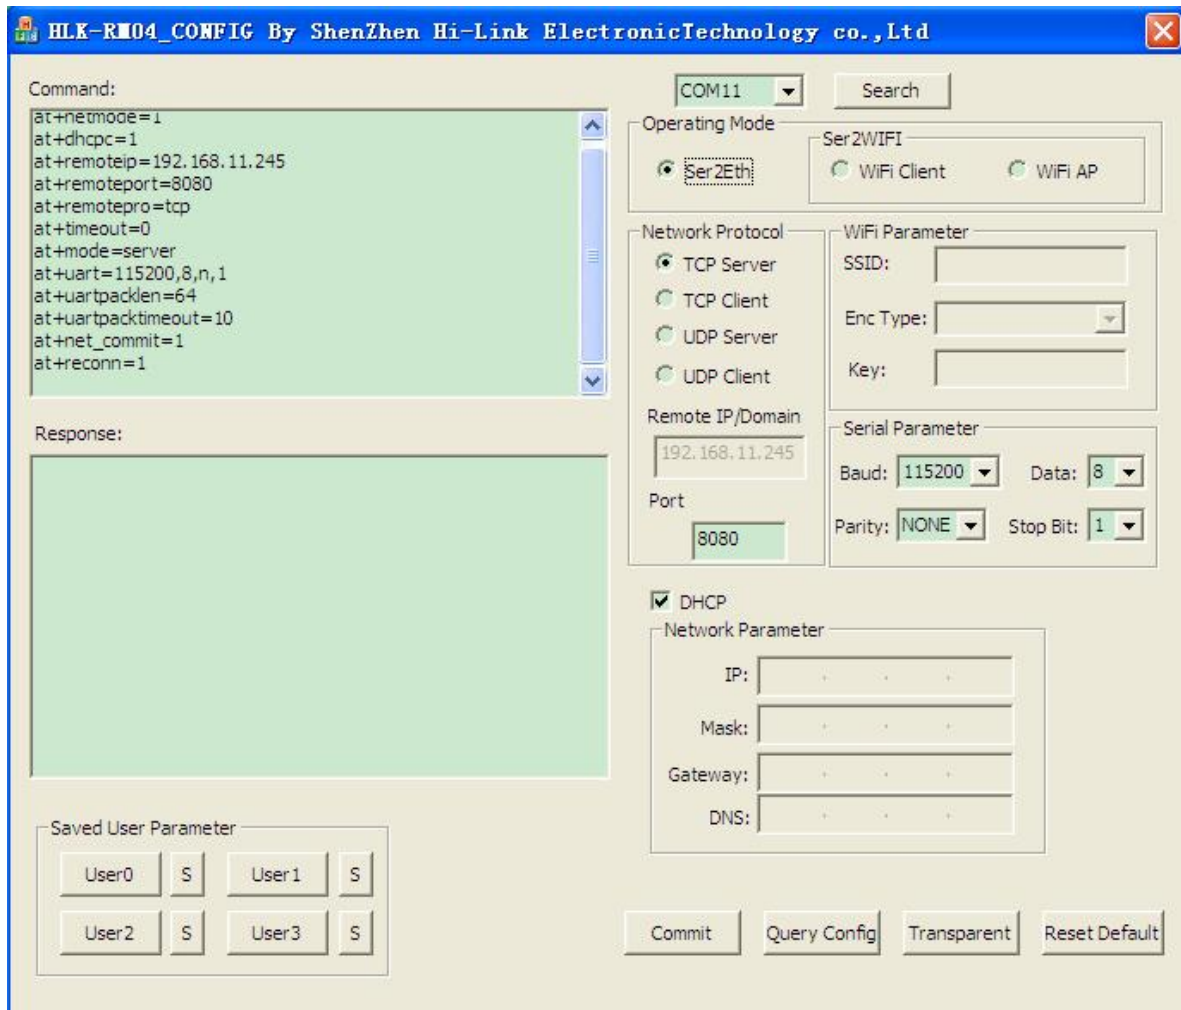 HLK-RM04_CONFIG By ShenZhen Hi-Link ElectronicTechnology co.,Ltd
Command:
at+netmode=1
at+dhcpc=1
at+remoteip=192.168.11.245
at+remoteport=8080
at+remotepro=tcp
at+timeout=0
at+mode=server
at+uart=115200,8,n,1
at+uartpacklen=64
at+uartpacktimeout=10
at+net_commit=1
at+reconn=1
Response:
Saved User Parameter
User0 S User1 S
User2 S User3 S
COM11 Search
Operating Mode
Ser2Eth
Ser2WIFI
WiFi Client WiFi AP
Network Protocol
TCP Server
TCP Client
UDP Server
UDP Client
Remote IP/Domain
192.168.11.245
Port
8080
WiFi Parameter
SSID:
Enc Type:
Key:
Serial Parameter
Baud: 115200 Data: 8
Parity: NONE Stop Bit: 1
DHCP
Network Parameter
IP:
Mask:
Gateway:
DNS:
Commit Query Config Transparent Reset Default